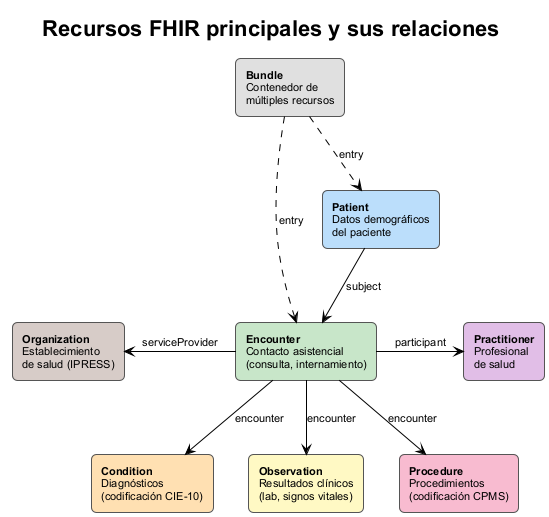 Recursos FHIR principales y sus relaciones
Bundle
Contenedor de
múltiples recursos
entry
Patient
Datos demográficos
del paciente
entry
subject
Organization
Establecimiento
de salud (IPRESS)
serviceProvider
Encounter
Contacto asistencial
(consulta, internamiento)
participant
Practitioner
Profesional
de salud
encounter
encounter
encounter
Condition
Diagnósticos
(codificación CIE-10)
Observation
Resultados clínicos
(lab, signos vitales)
Procedure
Procedimientos
(codificación CPMS)